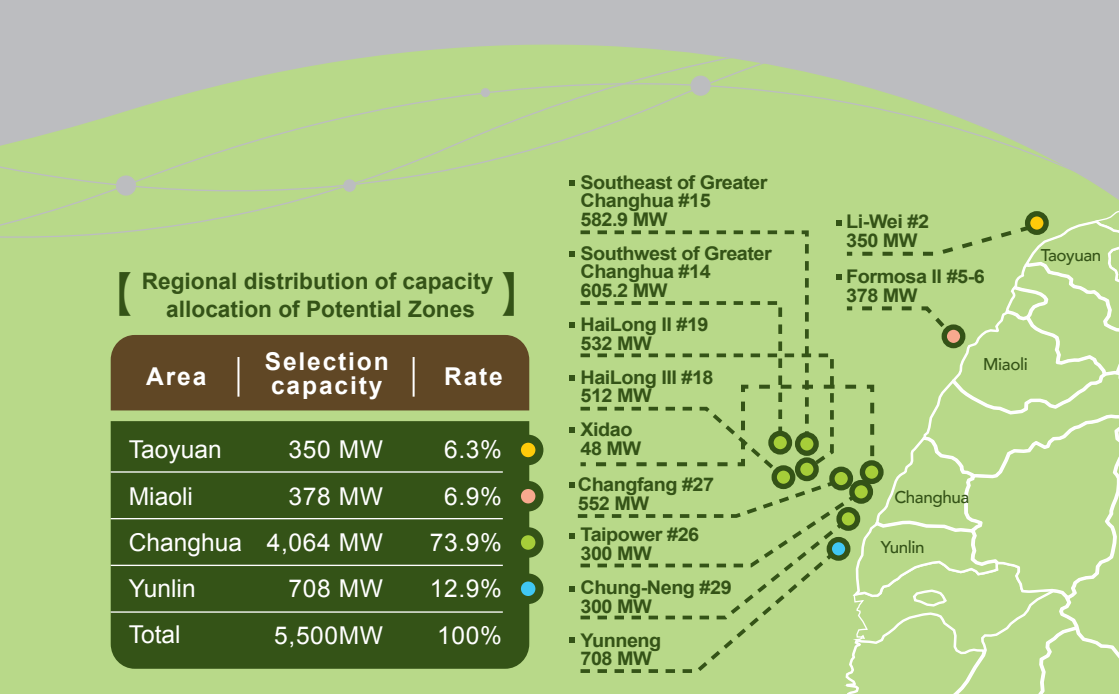 【 Regional distribution of capacity
allocation of Potential Zones 】
Area | Selection capacity | Rate
Taoyuan 350 MW 6.3%
Miaoli 378 MW 6.9%
Changhua 4,064 MW 73.9%
Yunlin 708 MW 12.9%
Total 5,500MW 100%
Southeast of Greater
Changhua #15
582.9 MW
Southwest of Greater
Changhua #14
605.2 MW
HaiLong II #19
532 MW
HaiLong III #18
512 MW
Xidao
48 MW
Changfang #27
552 MW
Taipower #26
300 MW
Chung-Neng #29
300 MW
Yunneng
708 MW
Li-Wei #2
350 MW
Formosa II #5-6
378 MW
Taoyuan
Miaoli
Changhua
Yunlin